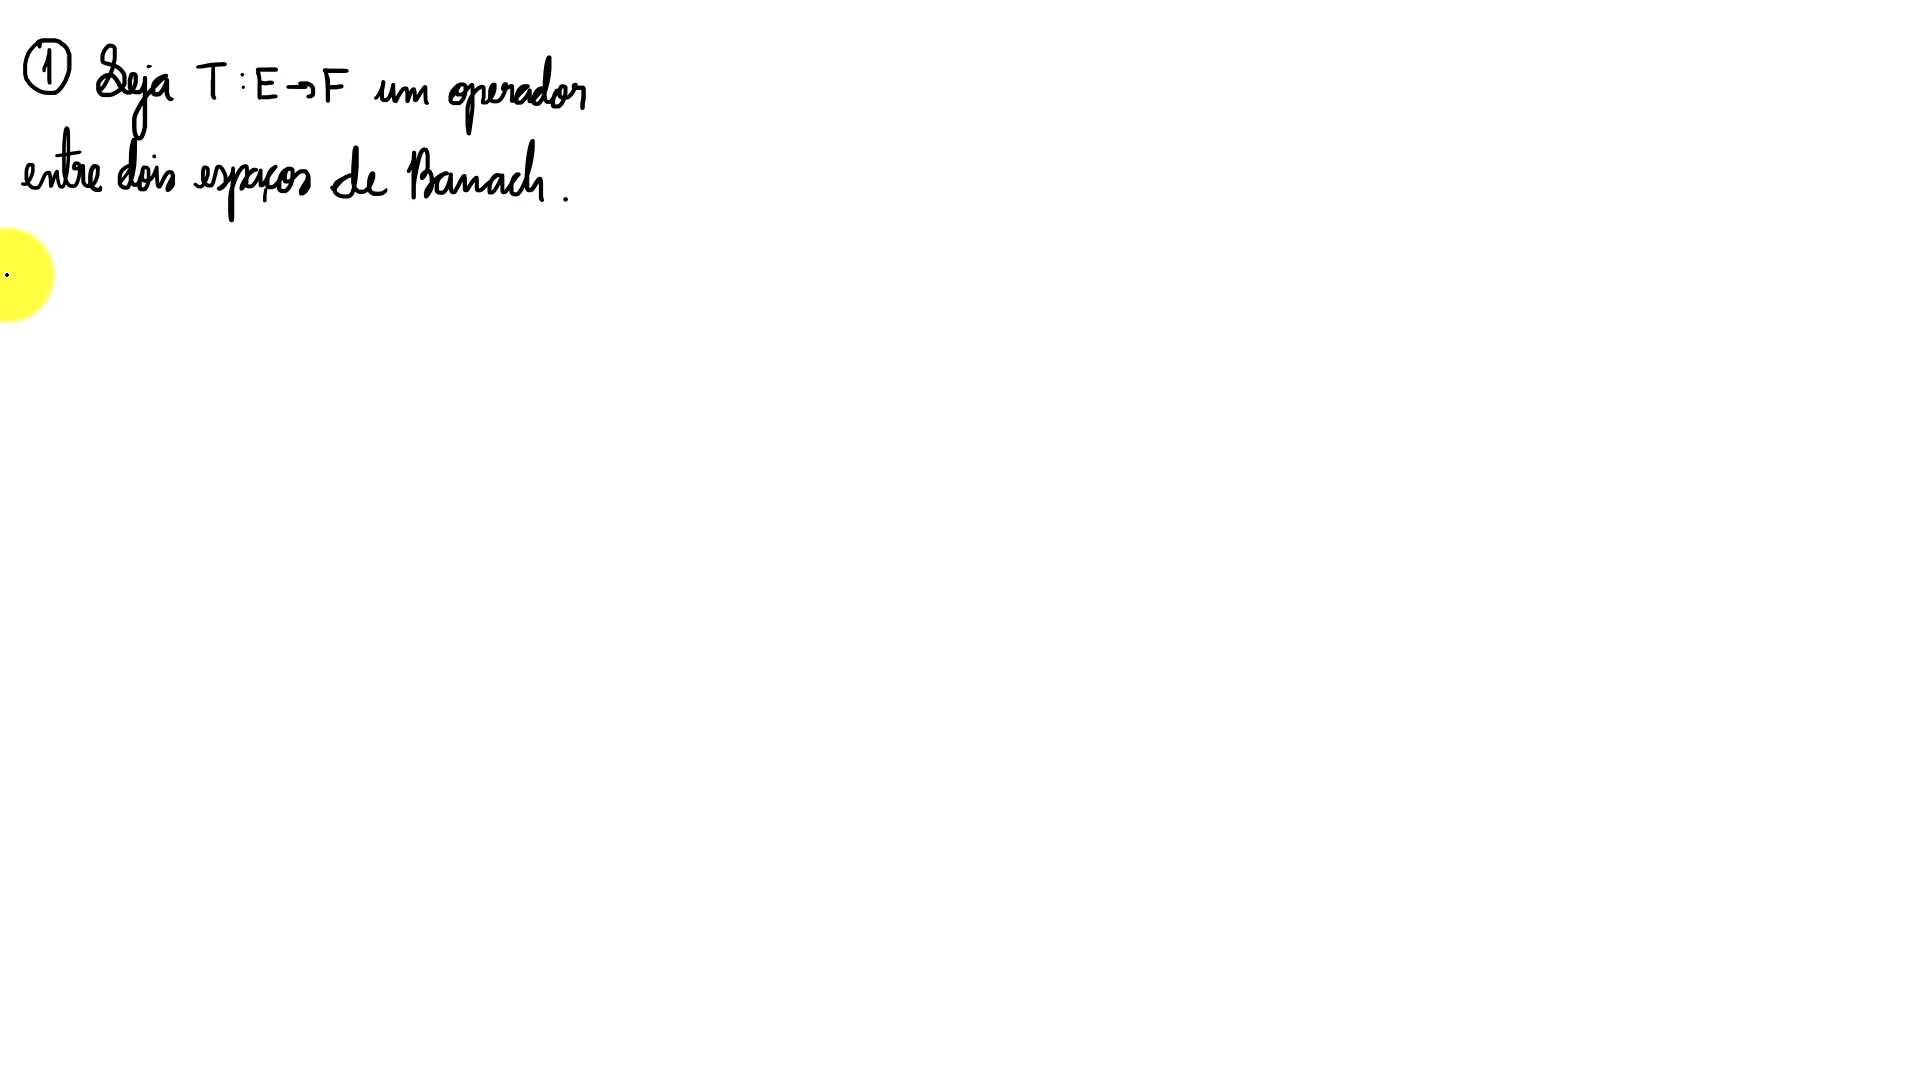 ① Seja T : E → F um operador
entre dois espaços de Banach .